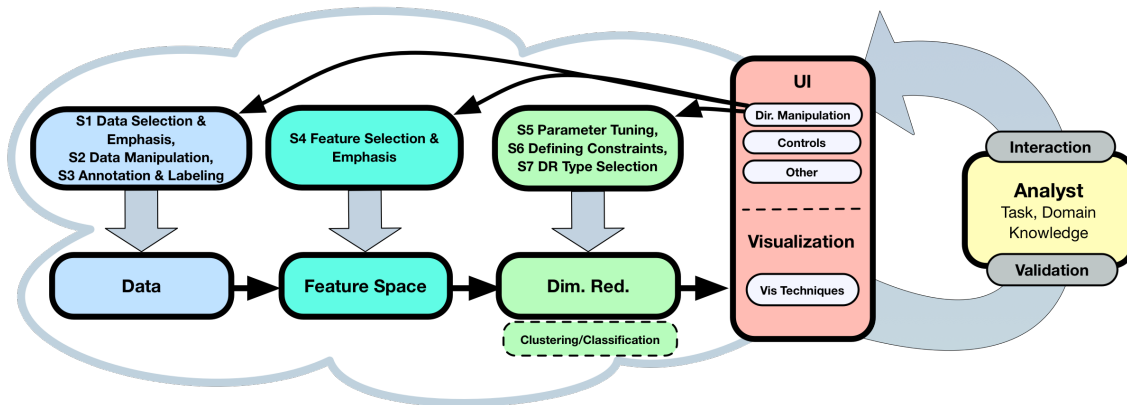 S1 Data Selection &
Emphasis,
S2 Data Manipulation,
S3 Annotation & Labeling
S4 Feature Selection &
Emphasis
S5 Parameter Tuning,
S6 Defining Constraints,
S7 DR Type Selection
UI
Dir. Manipulation
Controls
Other
Visualization
Vis Techniques
Interaction
Analyst
Task, Domain
Knowledge
Validation
Data
Feature Space
Dim. Red.
Clustering/Classification